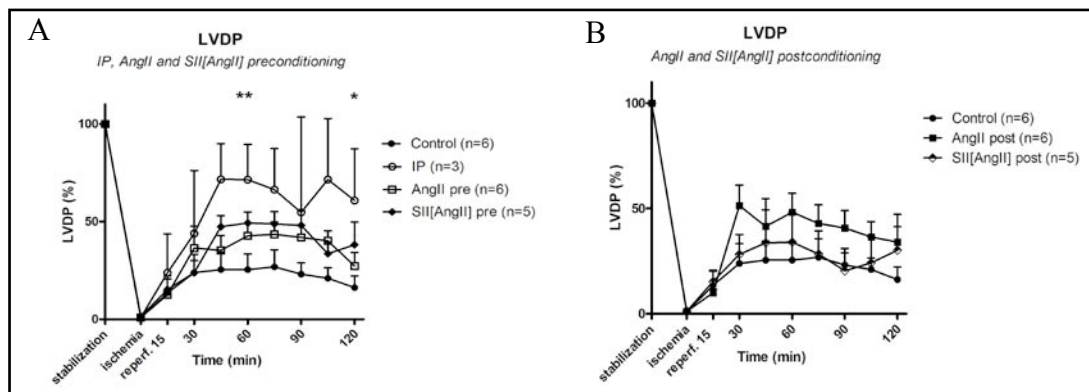 A
LVDP
IP, AngII and SII[AngII] preconditioning
** *
100
50
0
LVDP (%)
Control (n=6)
IP (n=3)
AngII pre (n=6)
SII[AngII] pre (n=5)
stabilization
ischemia
reperf. 15
30
60
90
120
Time (min)
B
LVDP
AngII and SII[AngII] postconditioning
100
50
0
LVDP (%)
Control (n=6)
AngII post (n=6)
SII[AngII] post (n=5)
stabilization
ischemia
reperf. 15
30
60
90
120
Time (min)